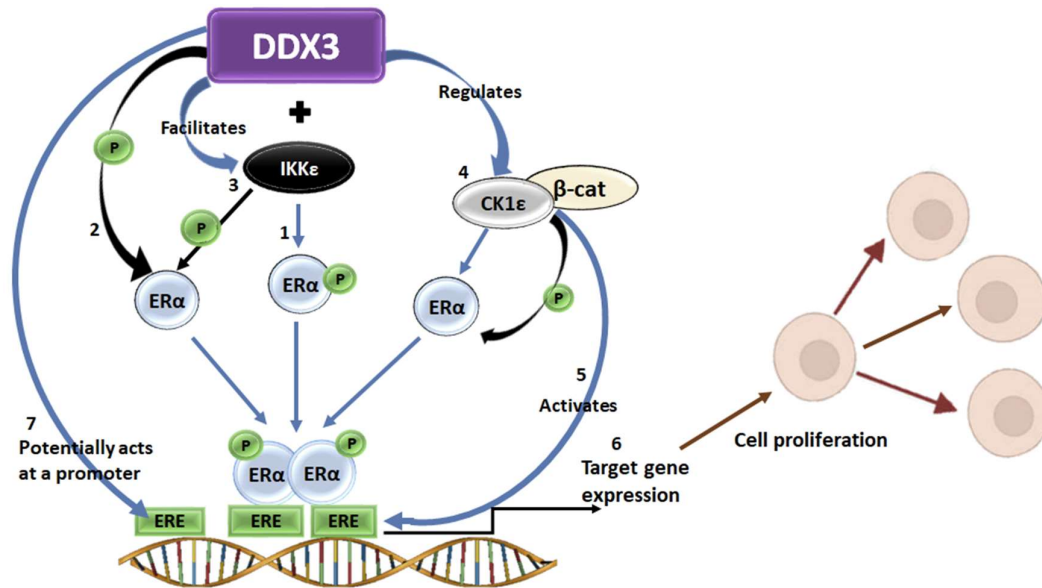 DDX3
Regulates
Facilitates
P
IKKε
3
4
β-cat
CK1ε
2
P
1
ERα
ERα P
ERα
P
5
Activates
7
Potentially acts
at a promoter
P
P
ERα
ERα
6
Target gene
expression
Cell proliferation
ERE
ERE
ERE